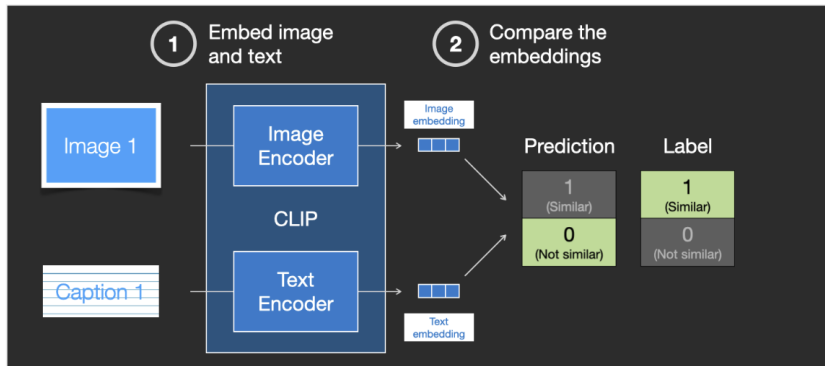 1
Embed image
and text
2
Compare the
embeddings
Image 1
Image
Encoder
Image
embedding
CLIP
Prediction
Label
1
(Similar)
0
(Not similar)
1
(Similar)
0
(Not similar)
Caption 1
Text
Encoder
Text
embedding